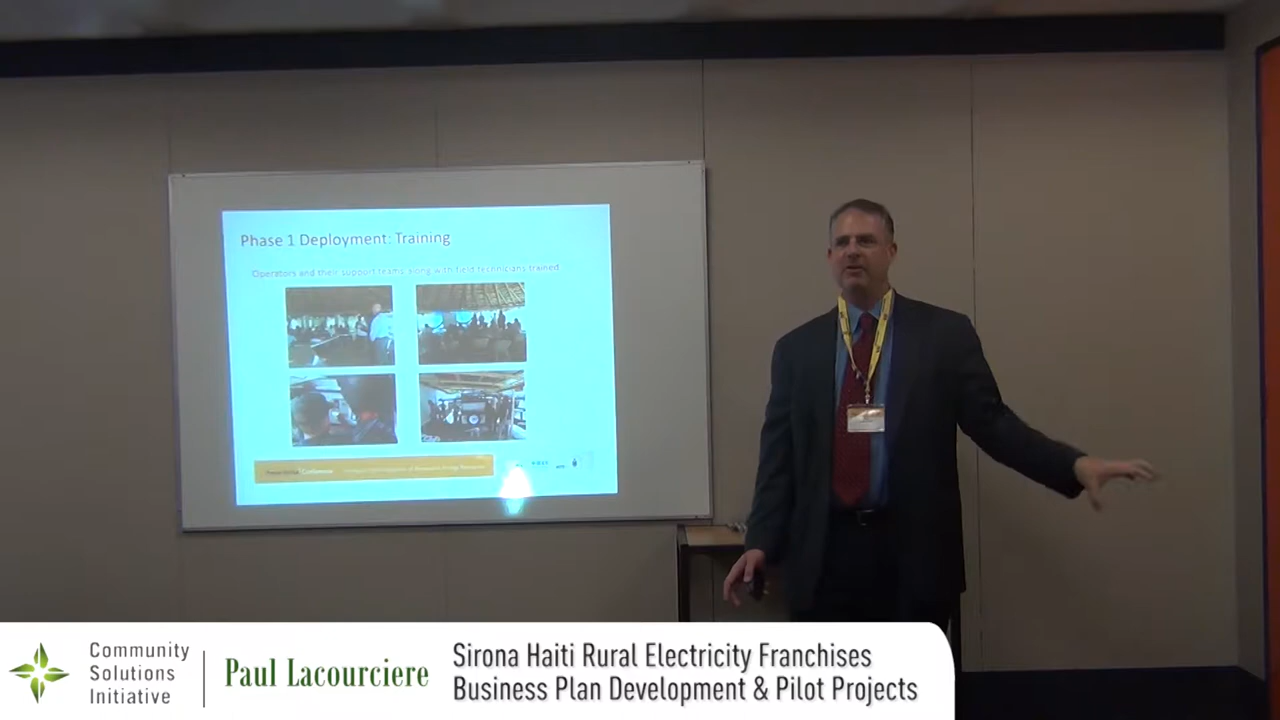 Phase 1 Deployment: Training
Operators and their support teams along with field technicians trained
Community
Solutions
Initiative
Paul Lacourciere
Sirona Haiti Rural Electricity Franchises
Business Plan Development & Pilot Projects